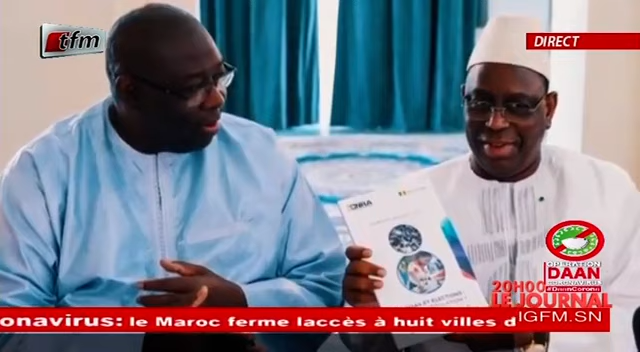 tfm
DIRECT
CNRA
ET ELECTIONS
OPERATION
DAAN
#DaanCorona
20H00
LE JOURNAL
onavirus: le Maroc ferme laccès à huit villes d
IGFM.SN